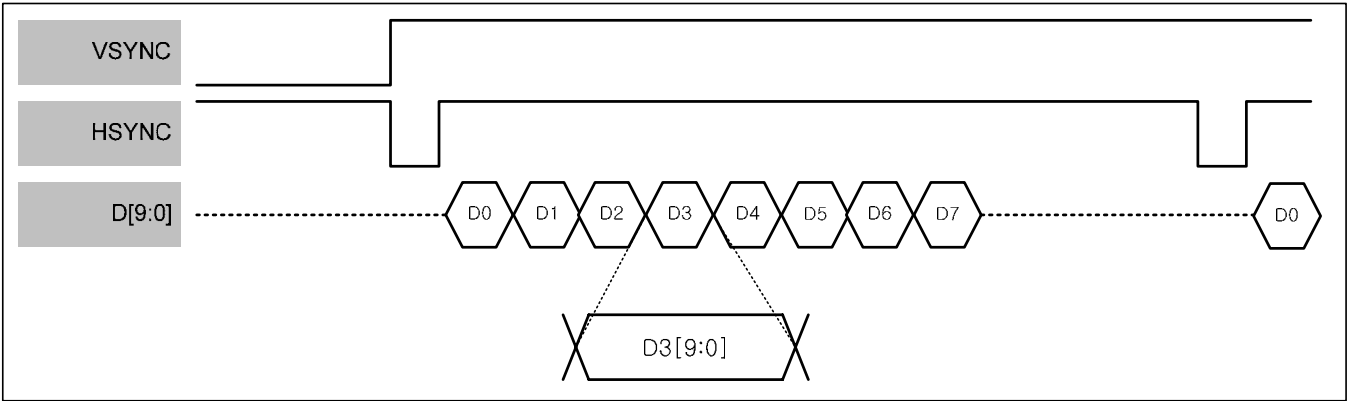 VSYNC
HSYNC
D[9:0]
D0 D1 D2 D3 D4 D5 D6 D7 D0
D3[9:0]